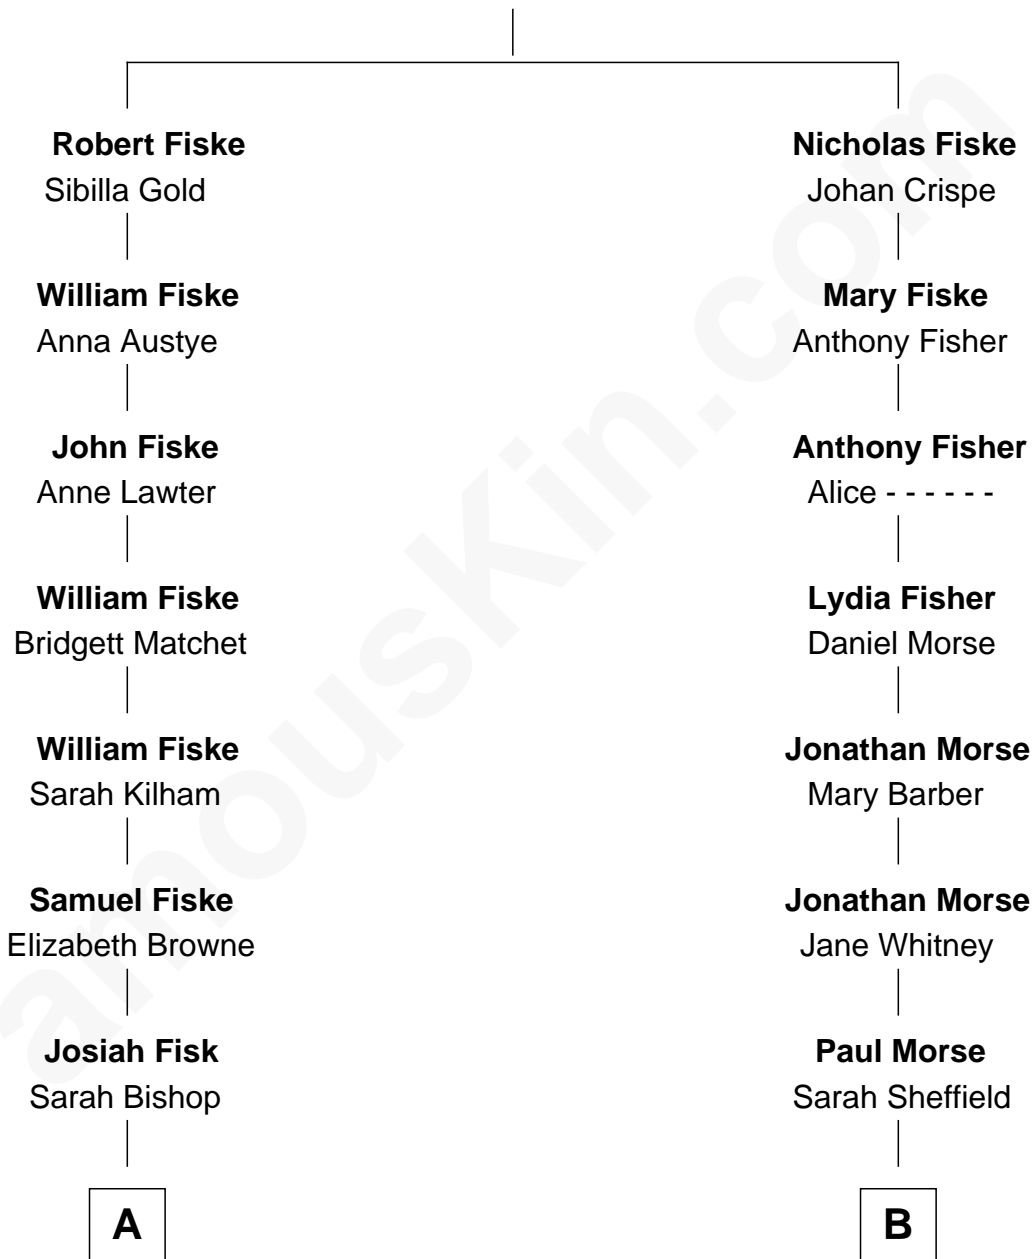 Robert Fiske
Sibilla Gold
William Fiske
Anna Austye
John Fiske
Anne Lawter
William Fiske
Bridgett Matchet
William Fiske
Sarah Kilham
Samuel Fiske
Elizabeth Browne
Josiah Fisk
Sarah Bishop
A
Nicholas Fiske
Johan Crispe
Mary Fiske
Anthony Fisher
Anthony Fisher
Alice - - - - - -
Lydia Fisher
Daniel Morse
Jonathan Morse
Mary Barber
Jonathan Morse
Jane Whitney
Paul Morse
Sarah Sheffield
B
amouskin.com